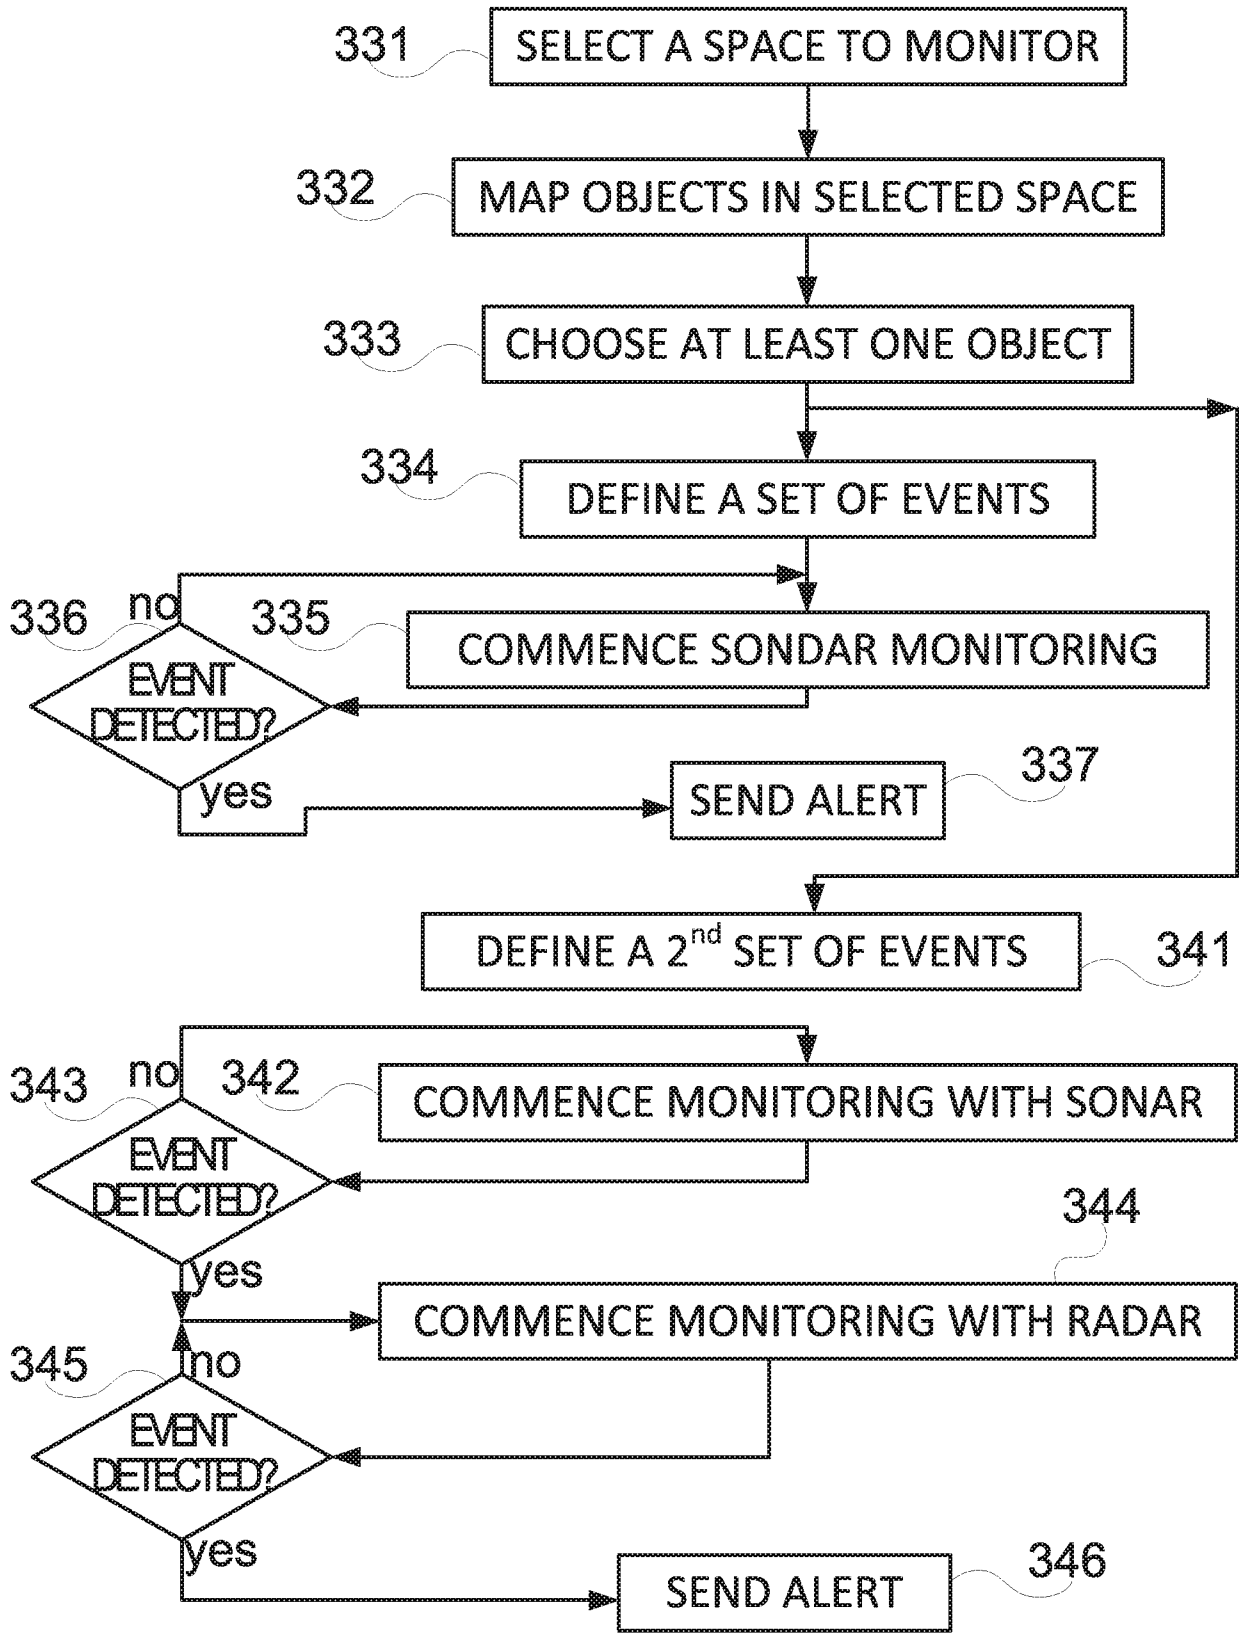 331
SELECT A SPACE TO MONITOR
332
MAP OBJECTS IN SELECTED SPACE
333
CHOOSE AT LEAST ONE OBJECT
334
DEFINE A SET OF EVENTS
no
336
335
COMMENCE SONDAR MONITORING
EVENT
DETECTED?
yes
337
SEND ALERT
DEFINE A 2nd SET OF EVENTS
341
no
343
342
COMMENCE MONITORING WITH SONAR
EVENT
DETECTED?
344
yes
COMMENCE MONITORING WITH RADAR
345
no
EVENT
DETECTED?
yes
346
SEND ALERT